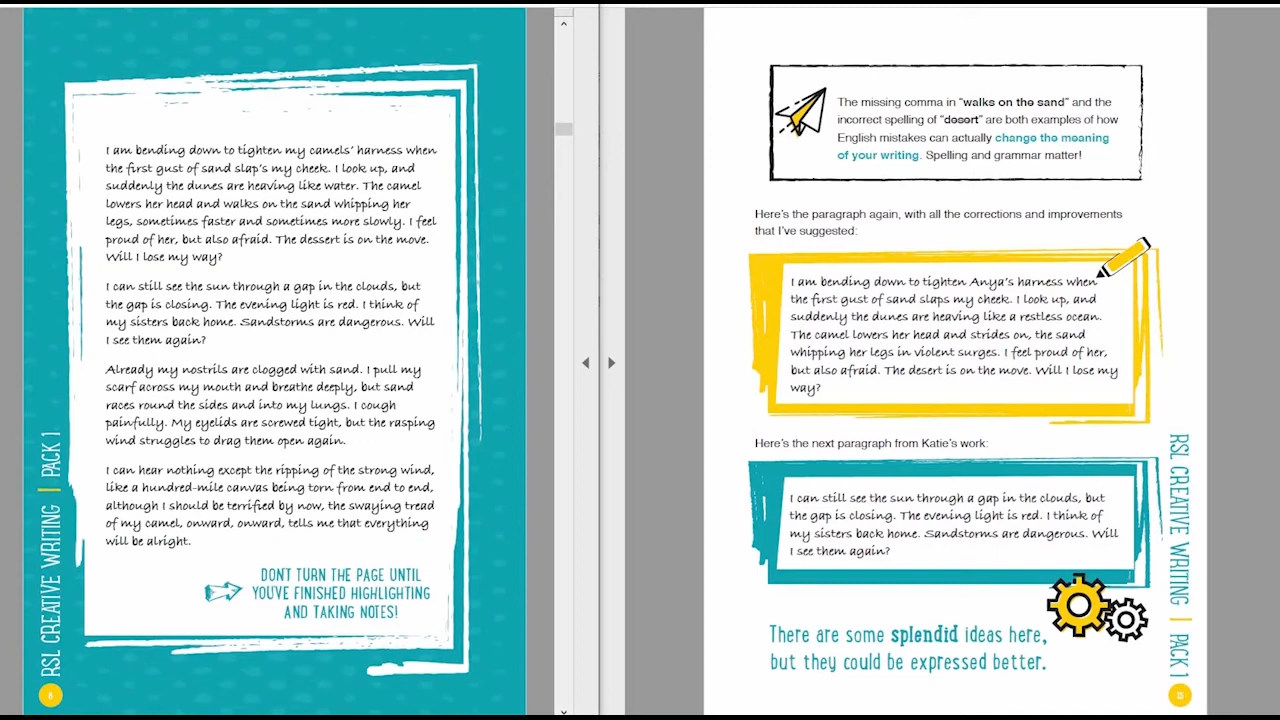 I am bending down to tighten my camels' harness when
the first gust of sand slap's my cheek. I look up, and
suddenly the dunes are heaving like water. The camel
lowers her head and walks on the sand whipping her
legs, sometimes faster and sometimes more slowly. I feel
proud of her, but also afraid. The dessert is on the move.
Will I lose my way?
I can still see the sun through a gap in the clouds, but
the gap is closing. The evening light is red. I think of
my sisters back home. Sandstorms are dangerous. Will
I see them again?
Already my nostrils are clogged with sand. I pull my
scarf across my mouth and breathe deeply, but sand
races round the sides and into my lungs. I cough
painfully. My eyelids are screwed tight, but the rasping
wind struggles to drag them open again.
I can hear nothing except the ripping of the strong wind,
like a hundred-mile canvas being torn from end to end,
although I should be terrified by now, the swaying tread
of my camel, onward, onward, tells me that everything
will be alright.
DON'T TURN THE PAGE UNTIL
YOU'VE FINISHED HIGHLIGHTING
AND TAKING NOTES!
RSL CREATIVE WRITING | PACK 1
The missing comma in "walks on the sand" and the
incorrect spelling of "desert" are both examples of how
English mistakes can actually change the meaning
of your writing. Spelling and grammar matter!
Here's the paragraph again, with all the corrections and improvements
that I've suggested:
I am bending down to tighten Anya's harness when
the first gust of sand slaps my cheek. I look up, and
suddenly the dunes are heaving like a restless ocean.
The camel lowers her head and strides on, the sand
whipping her legs in violent surges. I feel proud of her,
but also afraid. The desert is on the move. Will I lose my
way?
Here's the next paragraph from Katie's work:
I can still see the sun through a gap in the clouds, but
the gap is closing. The evening light is red. I think of
my sisters back home. Sandstorms are dangerous. Will
I see them again?
There are some splendid ideas here,
but they could be expressed better.
RSL CREATIVE WRITING | PACK 1